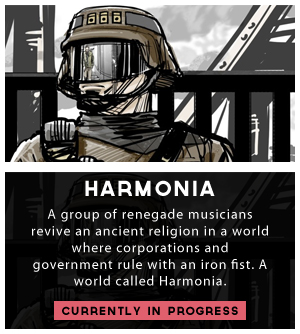 HARMONIA
A group of renegade musicians
revive an ancient religion in a world
where corporations and
government rule with an iron fist. A
world called Harmonia.
CURRENTLY IN PROGRESS